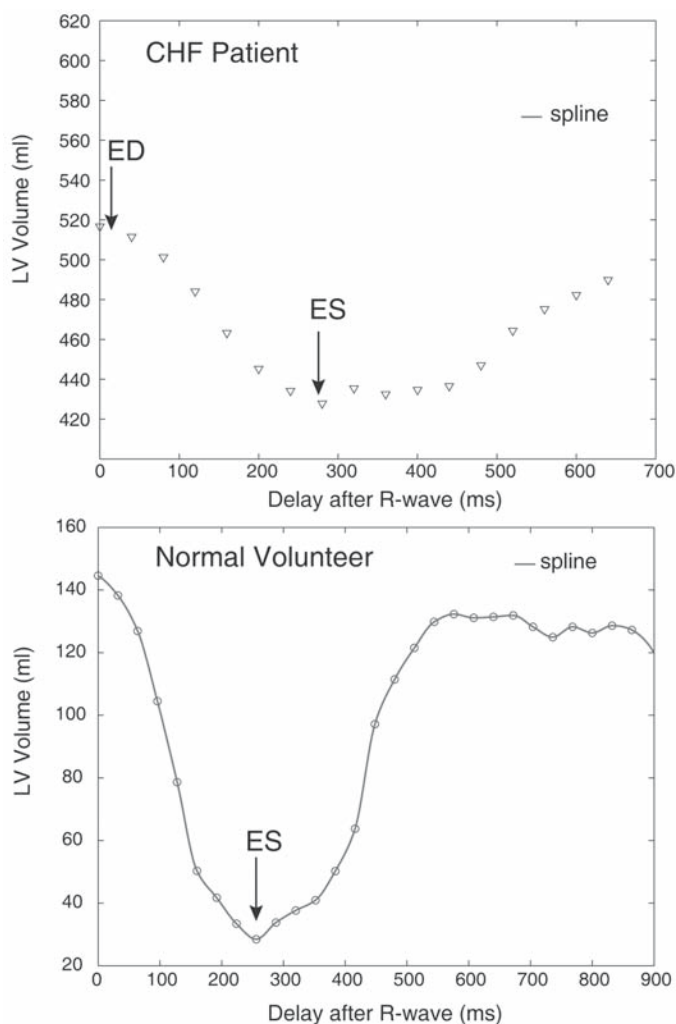 620
CHF Patient
600
580
— spline
560
LV Volume (ml)
ED
540
520
500
480
ES
460
440
420
0 100 200 300 400 500 600 700
Delay after R-wave (ms)
160
Normal Volunteer
— spline
140
120
LV Volume (ml)
100
80
60
ES
40
20
0 100 200 300 400 500 600 700 800 900
Delay after R-wave (ms)